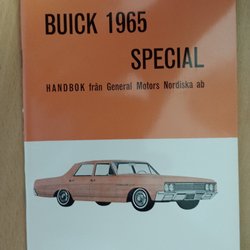 BUICK 1965
SPECIAL
HANDBOK från General Motors Nordiska ab